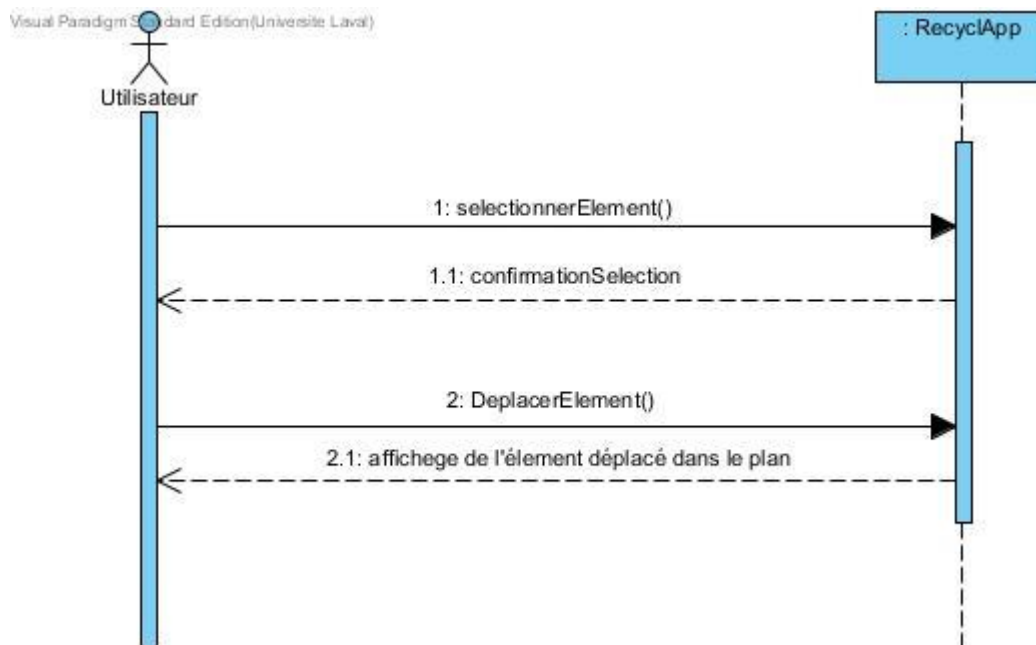 Visual Paradigm Standard Edition(Universite Laval)
: RecyclApp
Utilisateur
1: selectionnerElement()
1.1: confirmationSelection
2: DeplacerElement()
2.1: affichege de l'élement déplacé dans le plan